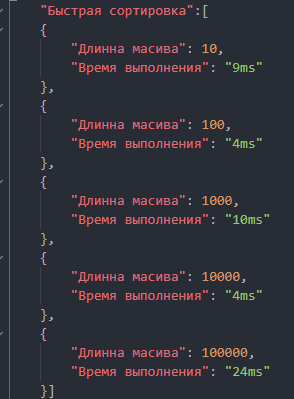 "Быстрая сортировка":[
{
"Длинна масива": 10,
"Время выполнения": "9ms"
},
{
"Длинна масива": 100,
"Время выполнения": "4ms"
},
{
"Длинна масива": 1000,
"Время выполнения": "10ms"
},
{
"Длинна масива": 10000,
"Время выполнения": "4ms"
},
{
"Длинна масива": 100000,
"Время выполнения": "24ms"
}]